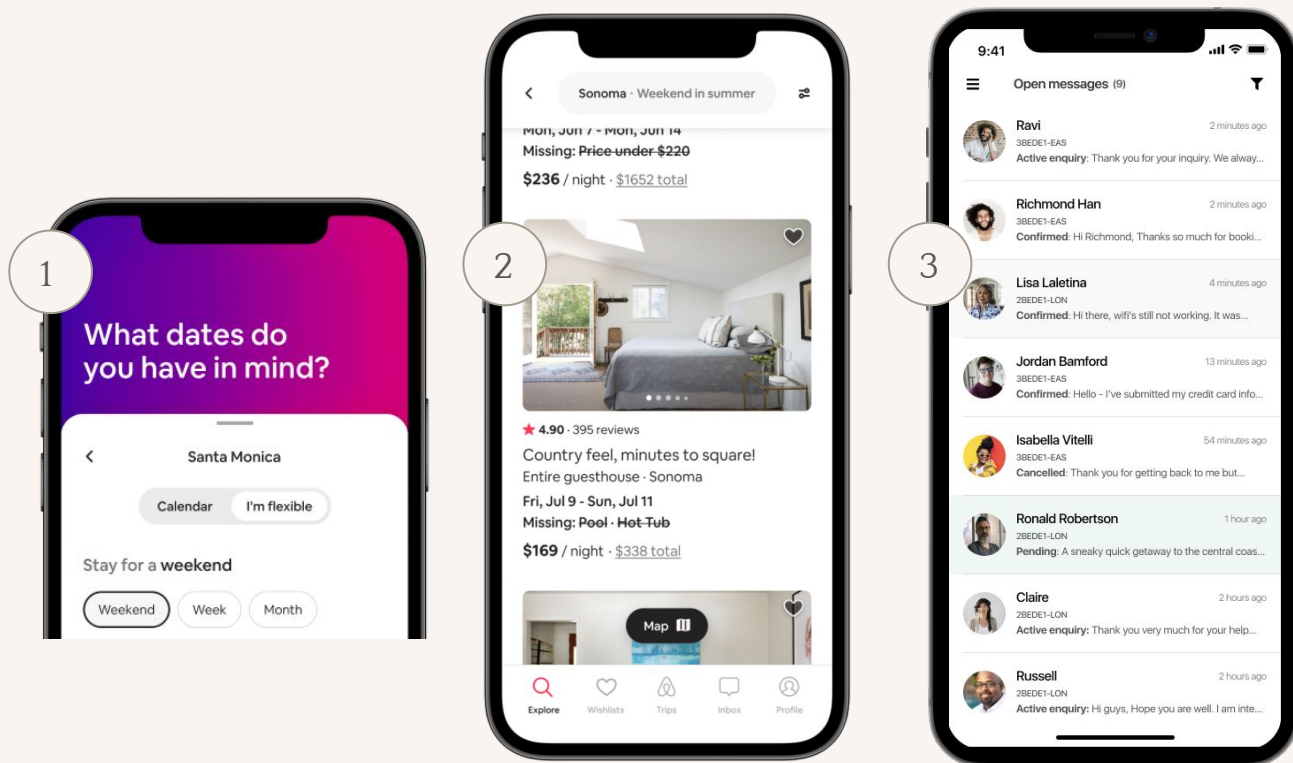 1
What dates do
you have in mind?
Santa Monica
Calendar
I'm flexible
Stay for a weekend
Weekend
Week
Month
2
Sonoma · Weekend in summer
Mon, Jun 7 - Mon, Jun 14
Missing: Price under $220
$236 / night · $1652 total
4.90 · 395 reviews
Country feel, minutes to square!
Entire guesthouse · Sonoma
Fri, Jul 9 - Sun, Jul 11
Missing: Pool · Hot Tub
$169 / night · $338 total
Map
Explore
Wishlists
Trips
Inbox
Profile
3
9:41
Open messages (9)
Ravi 2 minutes ago
3BEDE1-EAS
Active enquiry: Thank you for your inquiry. We alway...
Richmond Han 2 minutes ago
3BEDE1-EAS
Confirmed: Hi Richmond, Thanks so much for booki...
Lisa Laletina 4 minutes ago
2BEDE1-LON
Confirmed: Hi there, wifi's still not working. It was...
Jordan Bamford 13 minutes ago
3BEDE1-EAS
Confirmed: Hello - I've submitted my credit card info...
Isabella Vitelli 54 minutes ago
3BEDE1-EAS
Cancelled: Thank you for getting back to me but...
Ronald Robertson 1 hour ago
2BEDE1-LON
Pending: A sneaky quick getaway to the central coas...
Claire 2 hours ago
2BEDE1-LON
Active enquiry: Thank you very much for your help...
Russell 2 hours ago
2BEDE1-LON
Active enquiry: Hi guys, Hope you are well. I am inte...